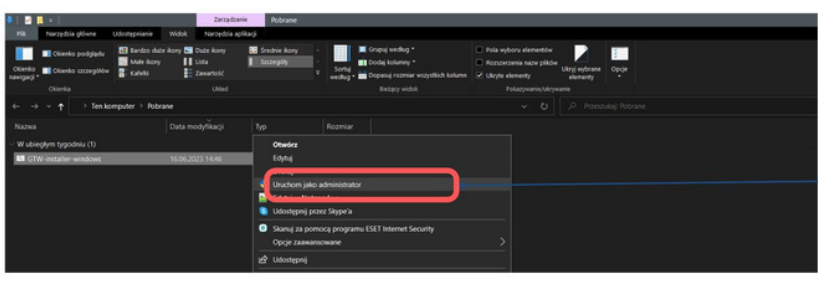 Zarządzanie Pobrane
Plik Narzędzia główne Udostępnianie Widok Narzędzia aplikacji
Okienko nawigacji
Okienko podglądu
Okienko szczegółów
Okienka
Bardzo duże ikony Duże ikony Średnie ikony
Małe ikony Lista Szczegóły
Kafelki Zawartość
Układ
Sortuj według
Grupuj według
Dodaj kolumny
Dopasuj rozmiar wszystkich kolumn
Bieżący widok
Pola wyboru elementów
Rozszerzenia nazw plików
Ukryte elementy
Ukryj wybrane elementy
Pokazywanie/ukrywanie
Opcje
Ten komputer > Pobrane
Przeszukaj: Pobrane
Nazwa Data modyfikacji Typ Rozmiar
W ubiegłym tygodniu (1)
GTW-installer-windows 16.06.2023 14:46
Otwórz
Edytuj
Uruchom jako administrator
Udostępnij przez Skype'a
Skanuj za pomocą programu ESET Internet Security
Opcje zaawansowane
Udostępnij